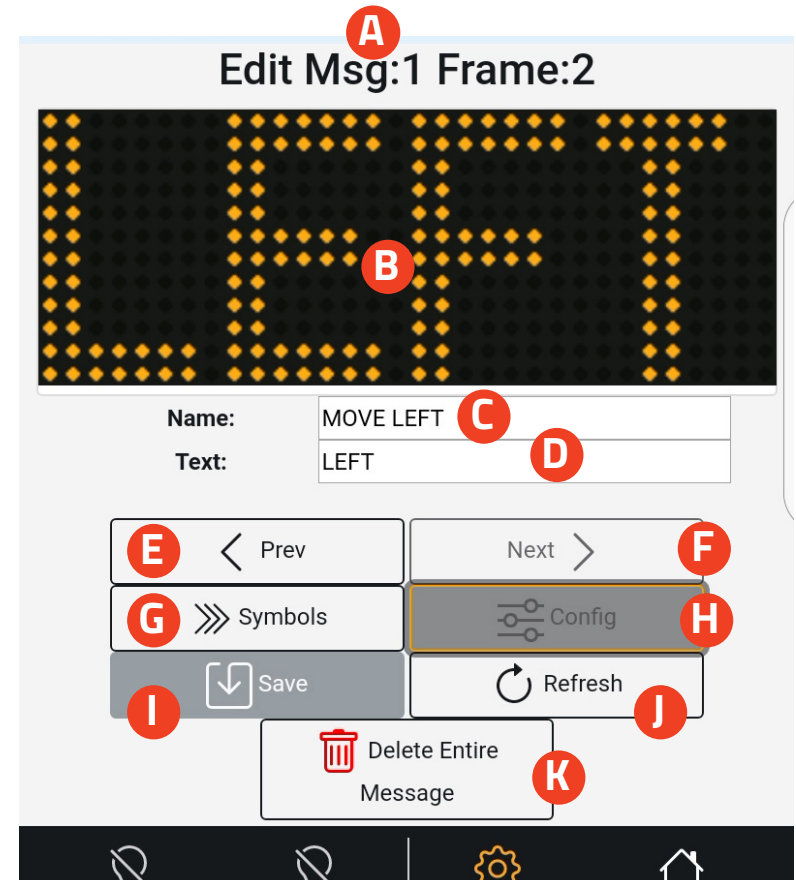 A
Edit Msg:1 Frame:2
LEFT
B
Name: MOVE LEFT C
Text: LEFT D
E Prev Next F
G Symbols Config H
I Save Refresh J
Delete Entire
Message K